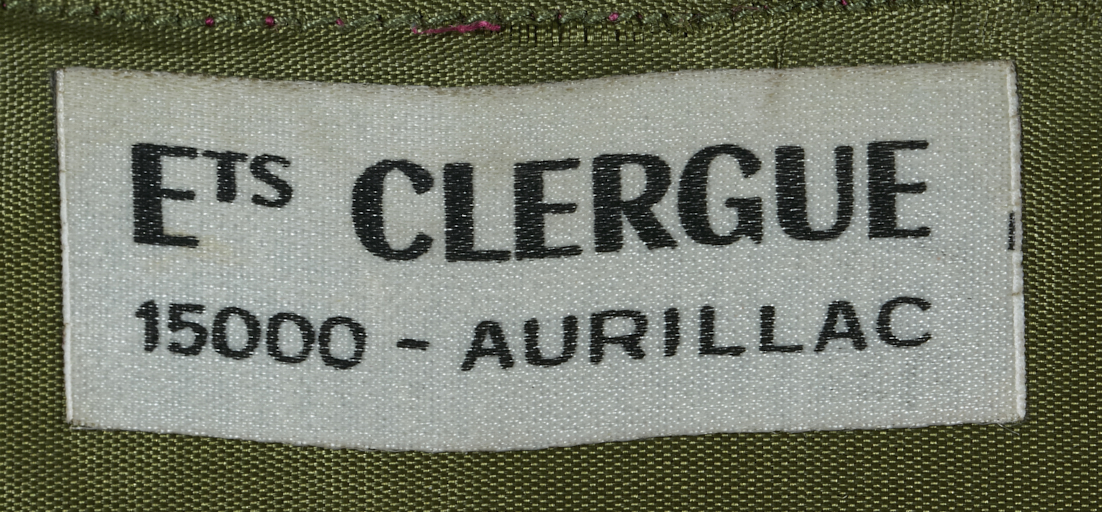 Ets CLERGUE
15000 - AURILLAC